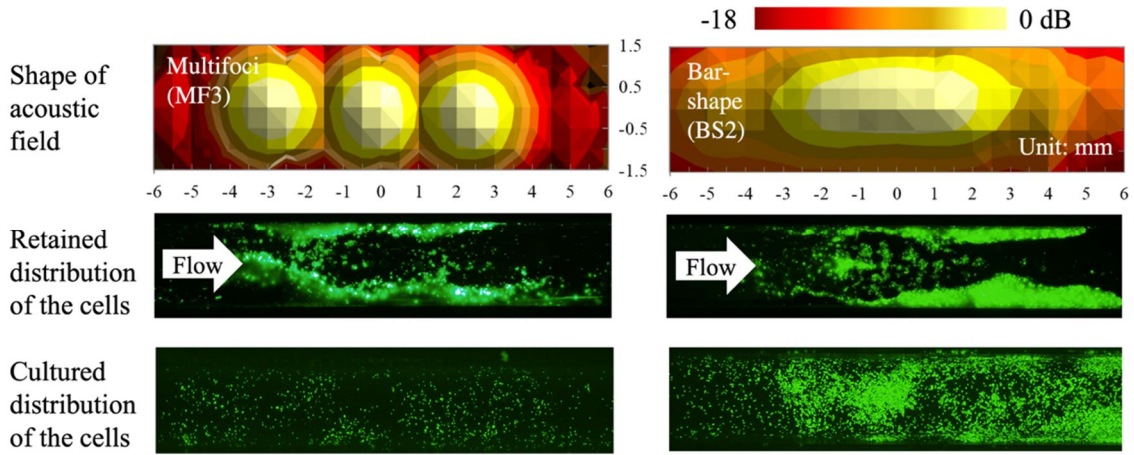 -18 0 dB
Shape of
acoustic
field
Multifoci
(MF3)
1.5
0.5
-0.5
-1.5
Bar-
shape
(BS2)
Unit: mm
-6 -5 -4 -3 -2 -1 0 1 2 3 4 5 6
-6 -5 -4 -3 -2 -1 0 1 2 3 4 5 6
Retained
distribution
of the cells
Flow
Flow
Cultured
distribution
of the cells